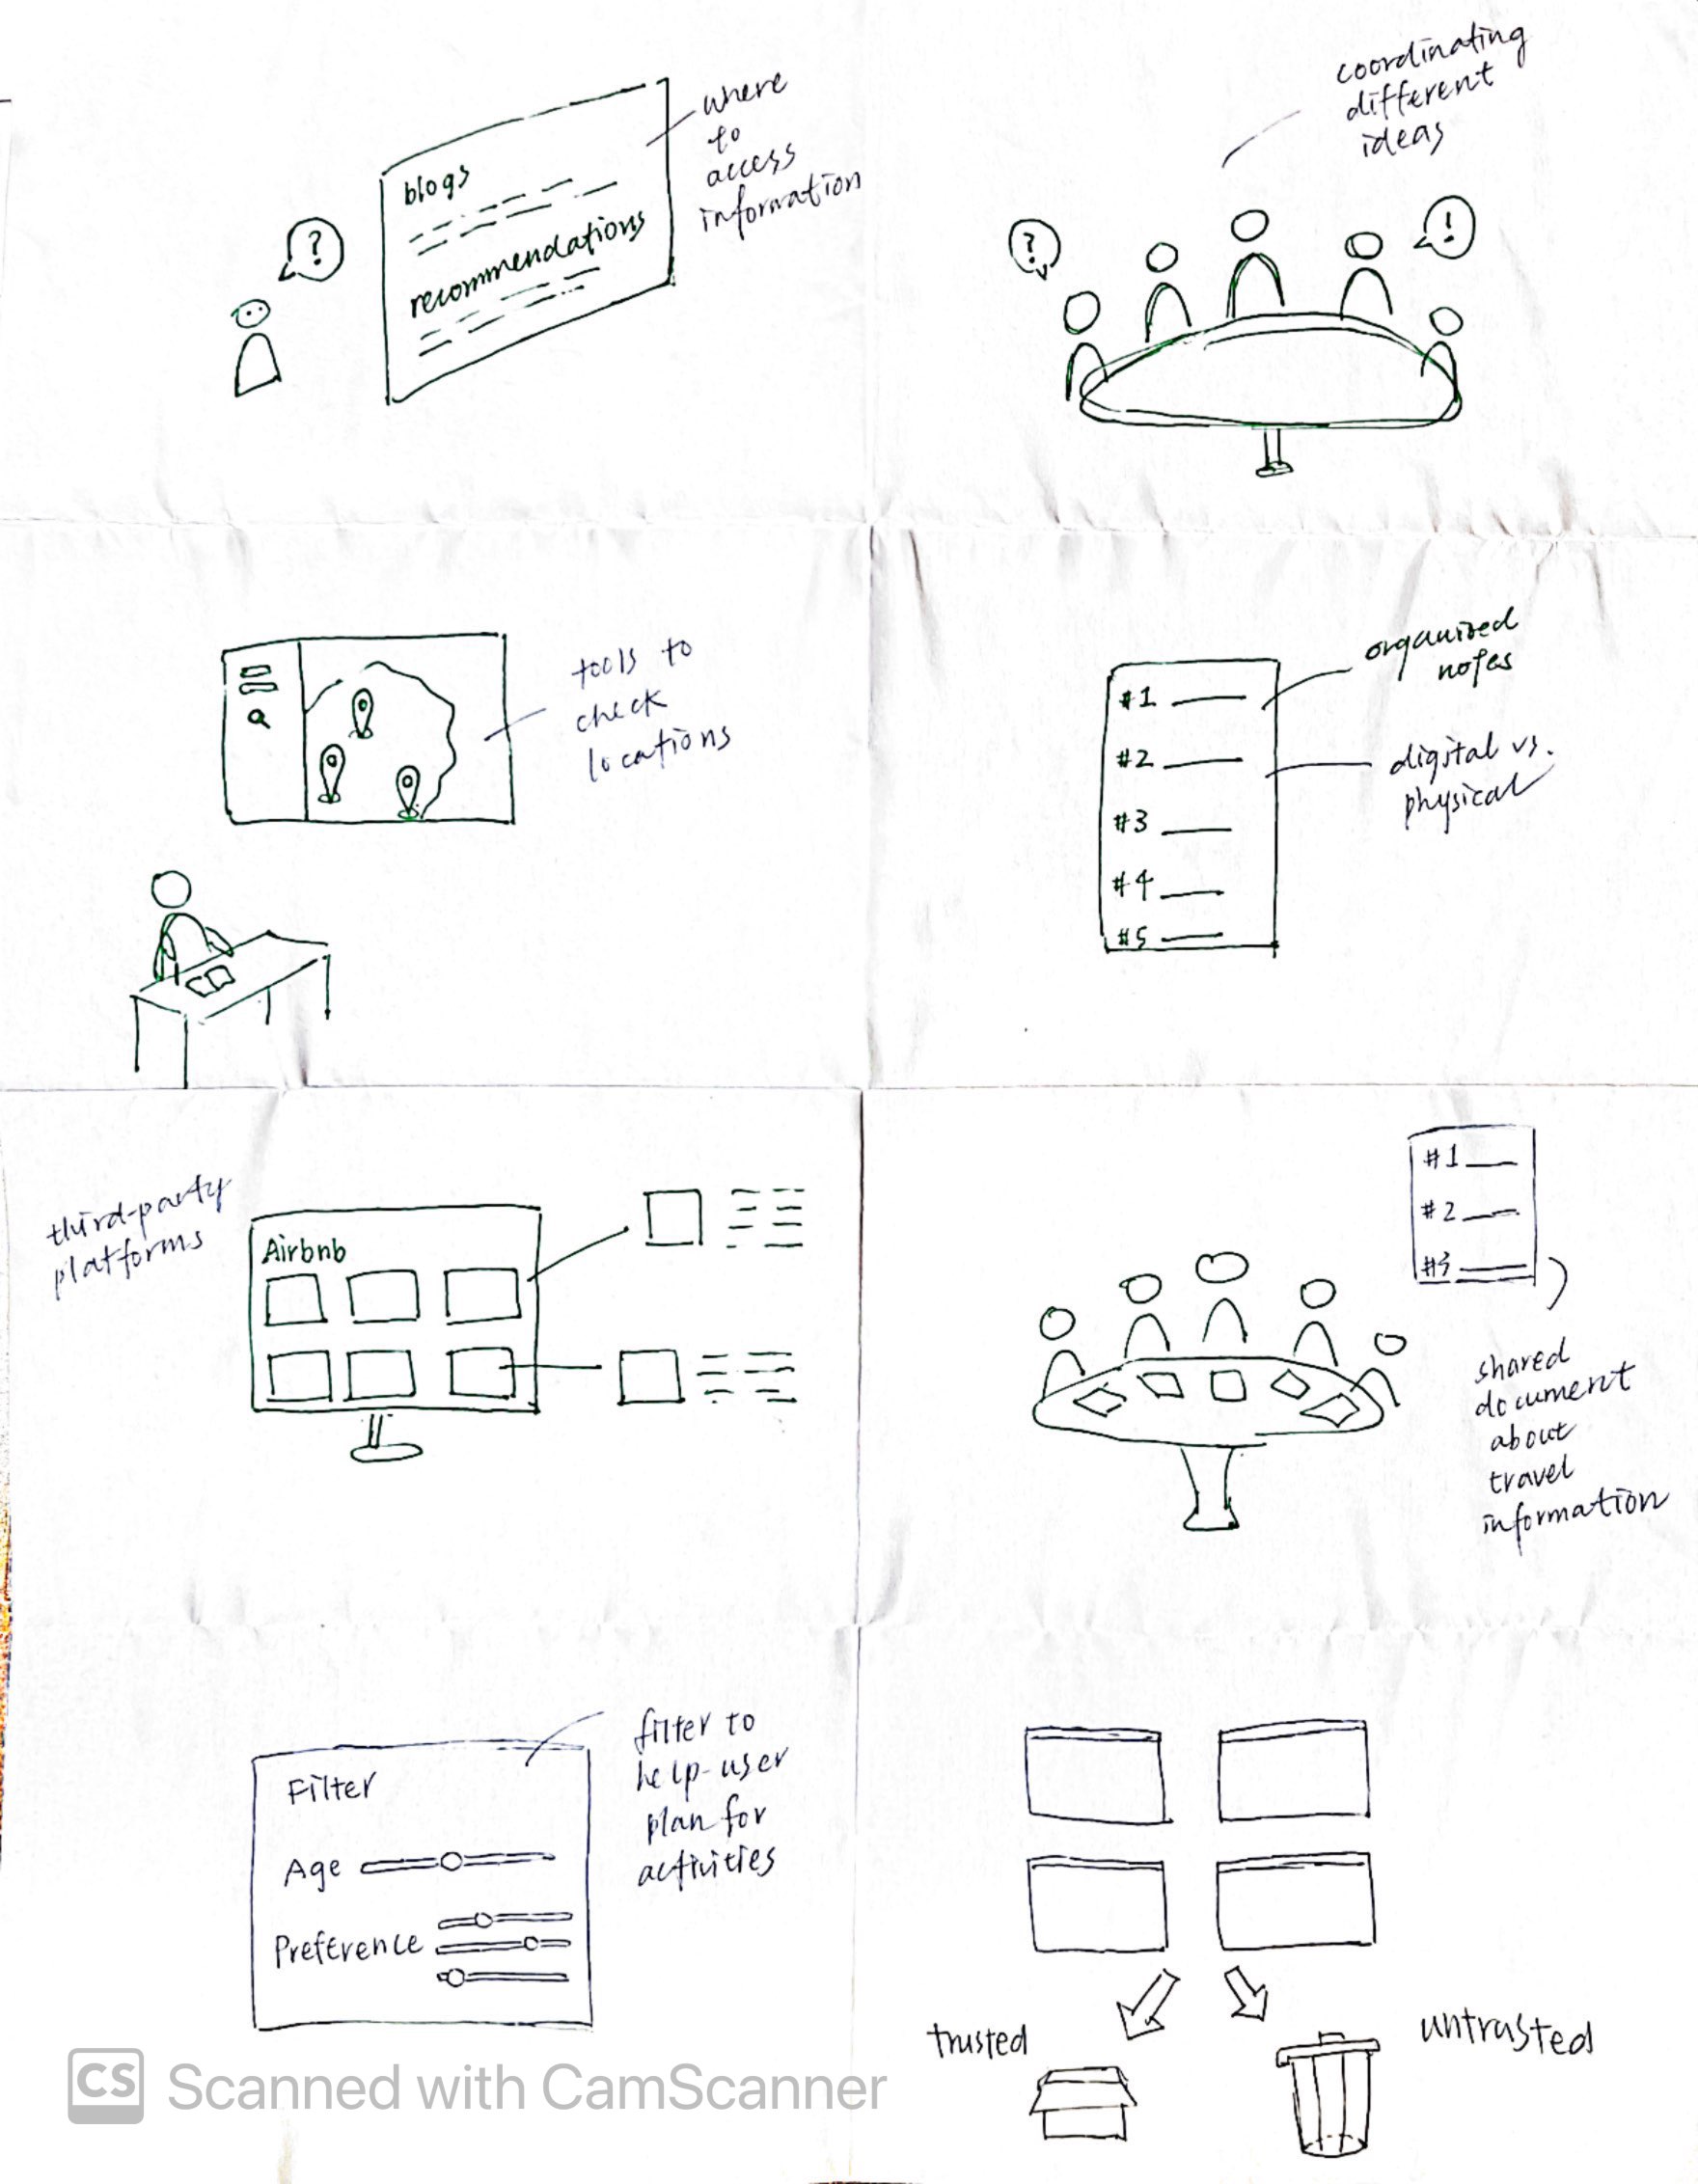 blogs
recommendations
?
where
to
access
information
coordinating
different
ideas
?
!
tools to
check
locations
#1
#2
#3
#4
#5
organized
notes
digital vs.
physical
third-party
platforms
Airbnb
#1
#2
#3
shared
document
about
travel
information
Filter
Age
Preference
filter to
help user
plan for
activities
trusted
untrusted
CS Scanned with CamScanner